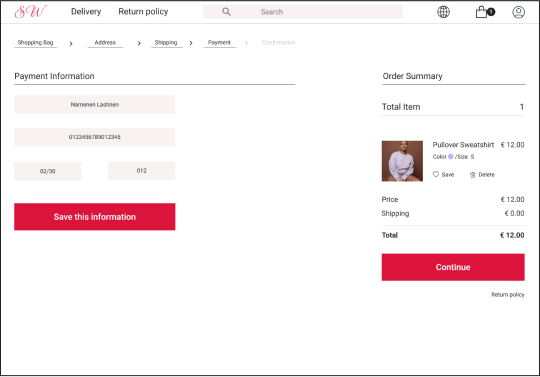 SW Delivery Return policy Search 1
Shopping Bag > Address > Shipping > Payment > Confirmation
Payment Information
Namenen Lastinen
0123456789012345
02/30 012
Save this information
Order Summary
Total Item 1
Pullover Sweatshirt € 12.00
Color /Size S
Save Delete
Price € 12.00
Shipping € 0.00
Total € 12.00
Continue
Return policy